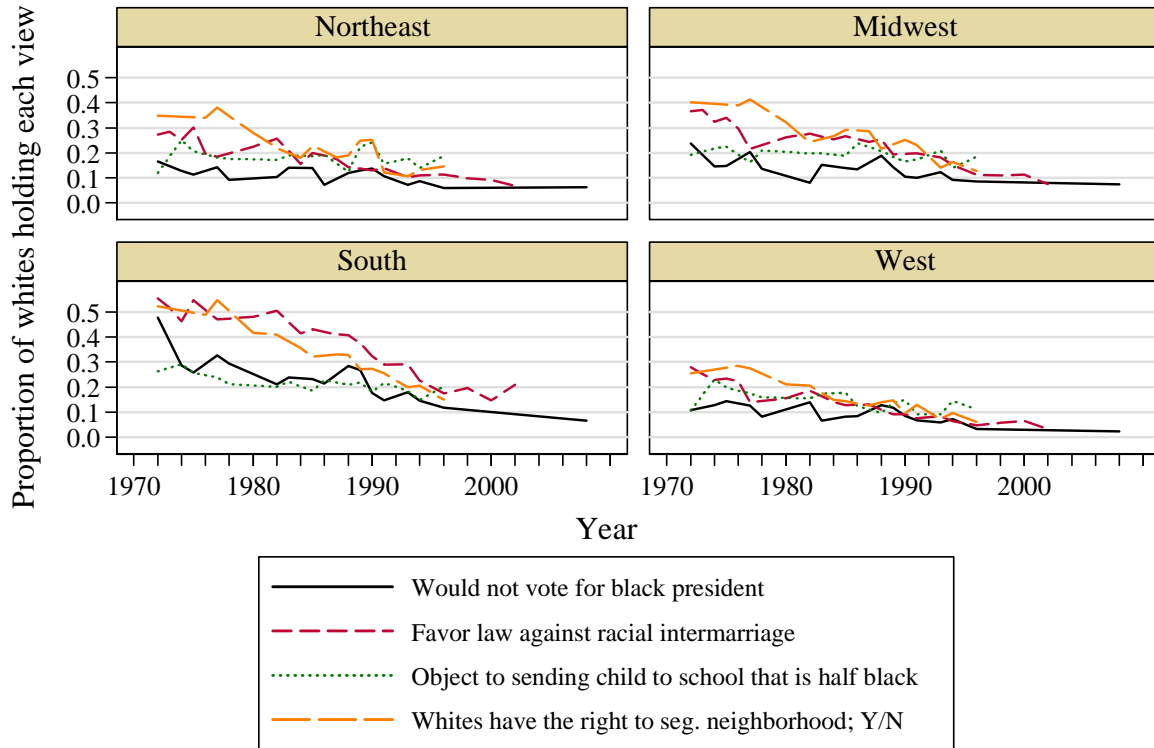 Proportion of whites holding each view
Northeast
Midwest
0.5
0.4
0.3
0.2
0.1
0.0
South
West
0.5
0.4
0.3
0.2
0.1
0.0
1970 1980 1990 2000
1970 1980 1990 2000
Year
Would not vote for black president
Favor law against racial intermarriage
Object to sending child to school that is half black
Whites have the right to seg. neighborhood; Y/N